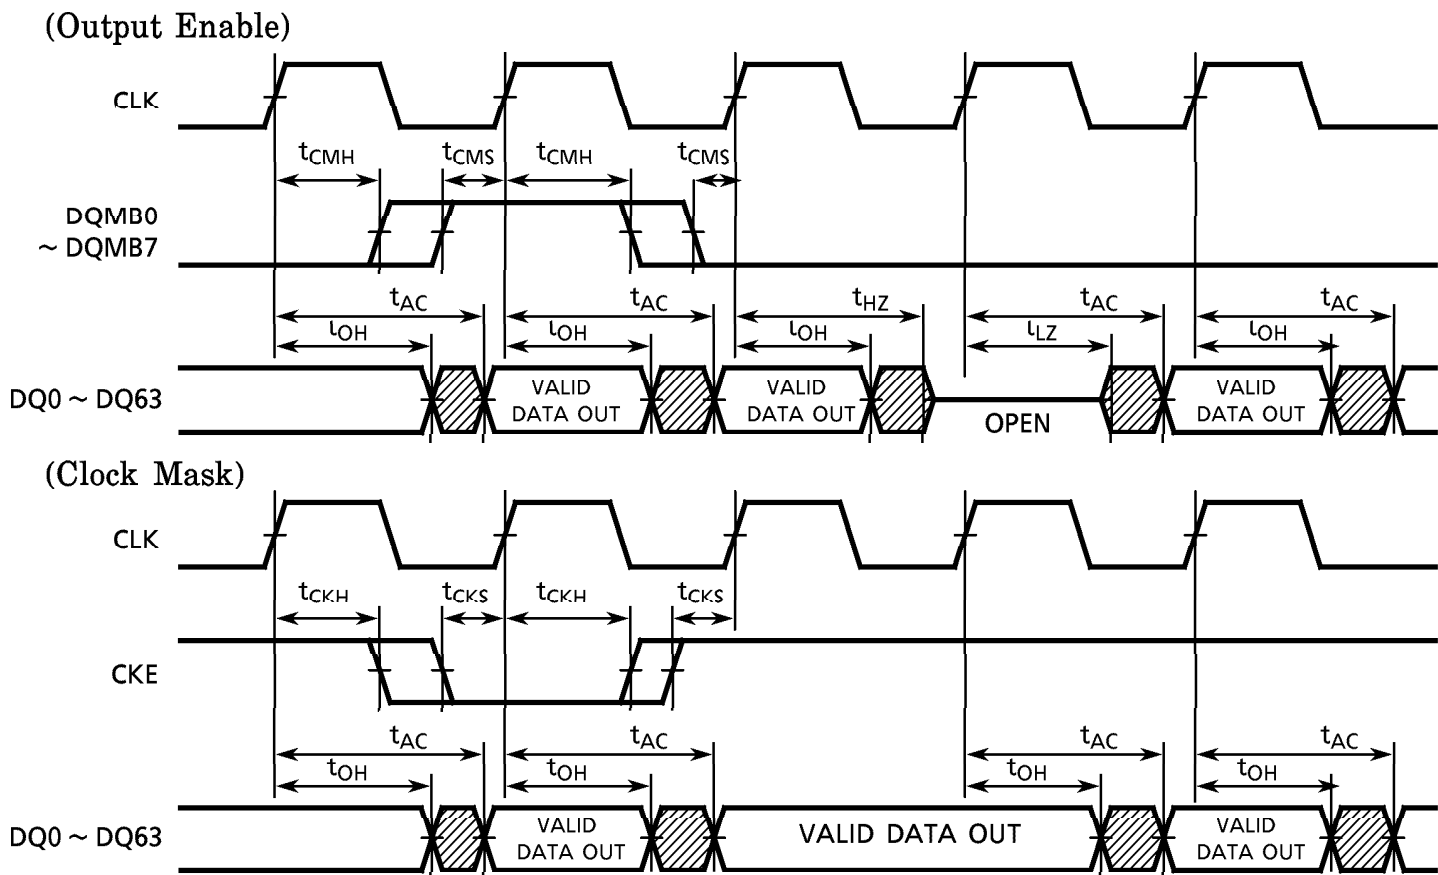 (Output Enable)
CLK
tCMH tCMS tCMH tCMS
DQMB0
~ DQMB7
tAC tAC tHZ tAC tAC
tOH tOH tOH tLZ tOH
DQ0 ~ DQ63
VALID VALID VALID
DATA OUT DATA OUT DATA OUT
OPEN
(Clock Mask)
CLK
tCKH tCKS tCKH tCKS
CKE
tAC tAC tAC tAC
tOH tOH tOH tOH
DQ0 ~ DQ63
VALID VALID DATA OUT VALID
DATA OUT DATA OUT